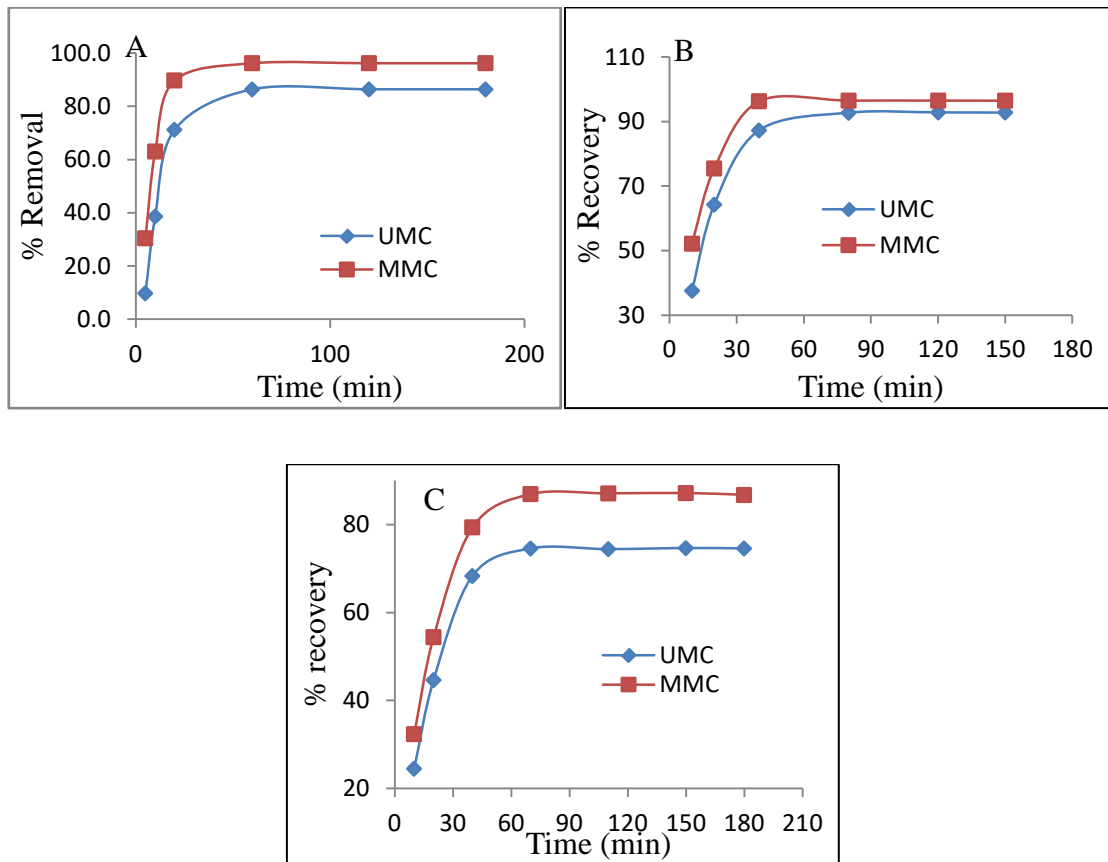 A
% Removal
100.0
80.0
60.0
40.0
20.0
0.0
UMC
MMC
0 100 200
Time (min)
B
% Recovery
110
90
70
50
30
UMC
MMC
0 30 60 90 120 150 180
Time (min)
C
% recovery
80
60
40
20
UMC
MMC
0 30 60 90 120 150 180 210
Time (min)